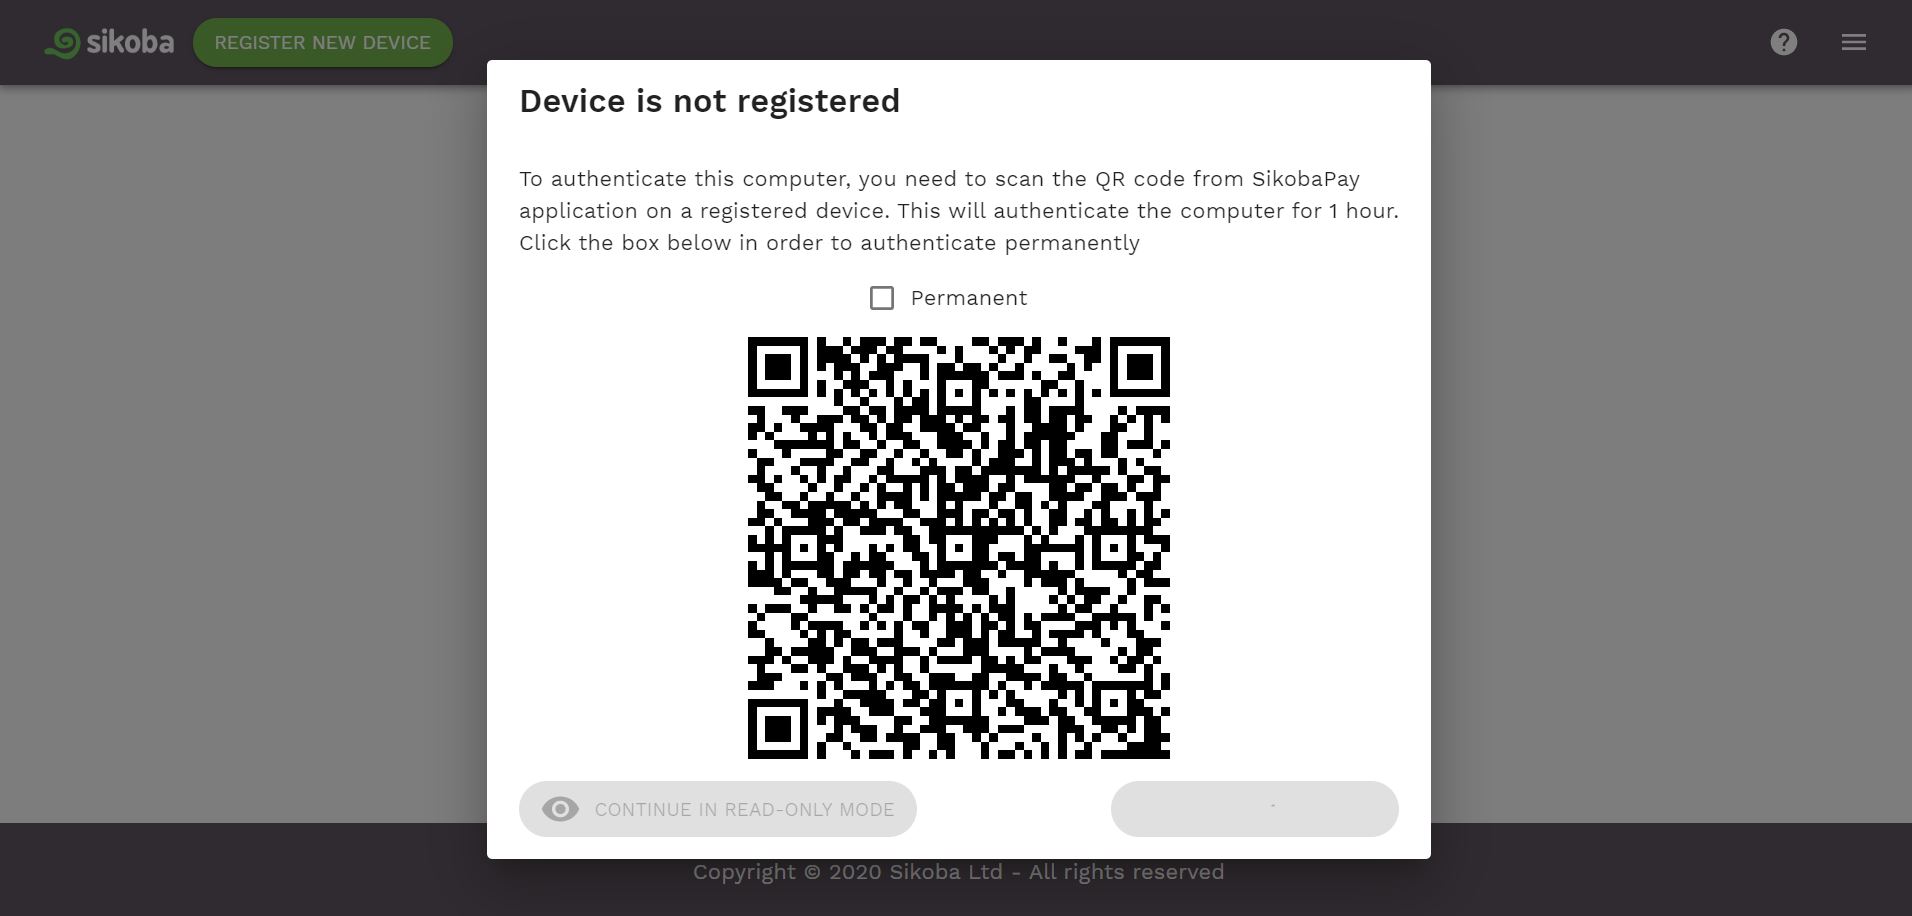 sikoba
REGISTER NEW DEVICE
Device is not registered
To authenticate this computer, you need to scan the QR code from SikobaPay
application on a registered device. This will authenticate the computer for 1 hour.
Click the box below in order to authenticate permanently
Permanent
CONTINUE IN READ-ONLY MODE
Copyright © 2020 Sikoba Ltd - All rights reserved